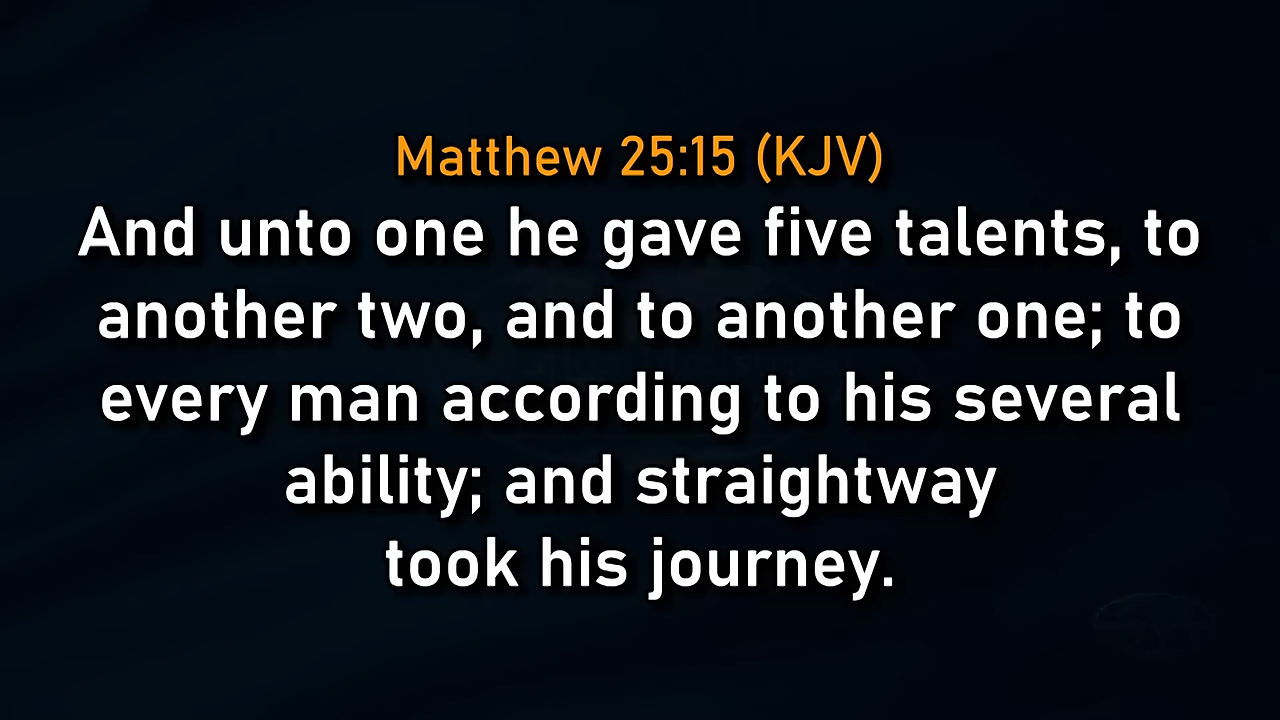 Matthew 25:15 (KJV)
And unto one he gave five talents, to
another two, and to another one; to
every man according to his several
ability; and straightway
took his journey.